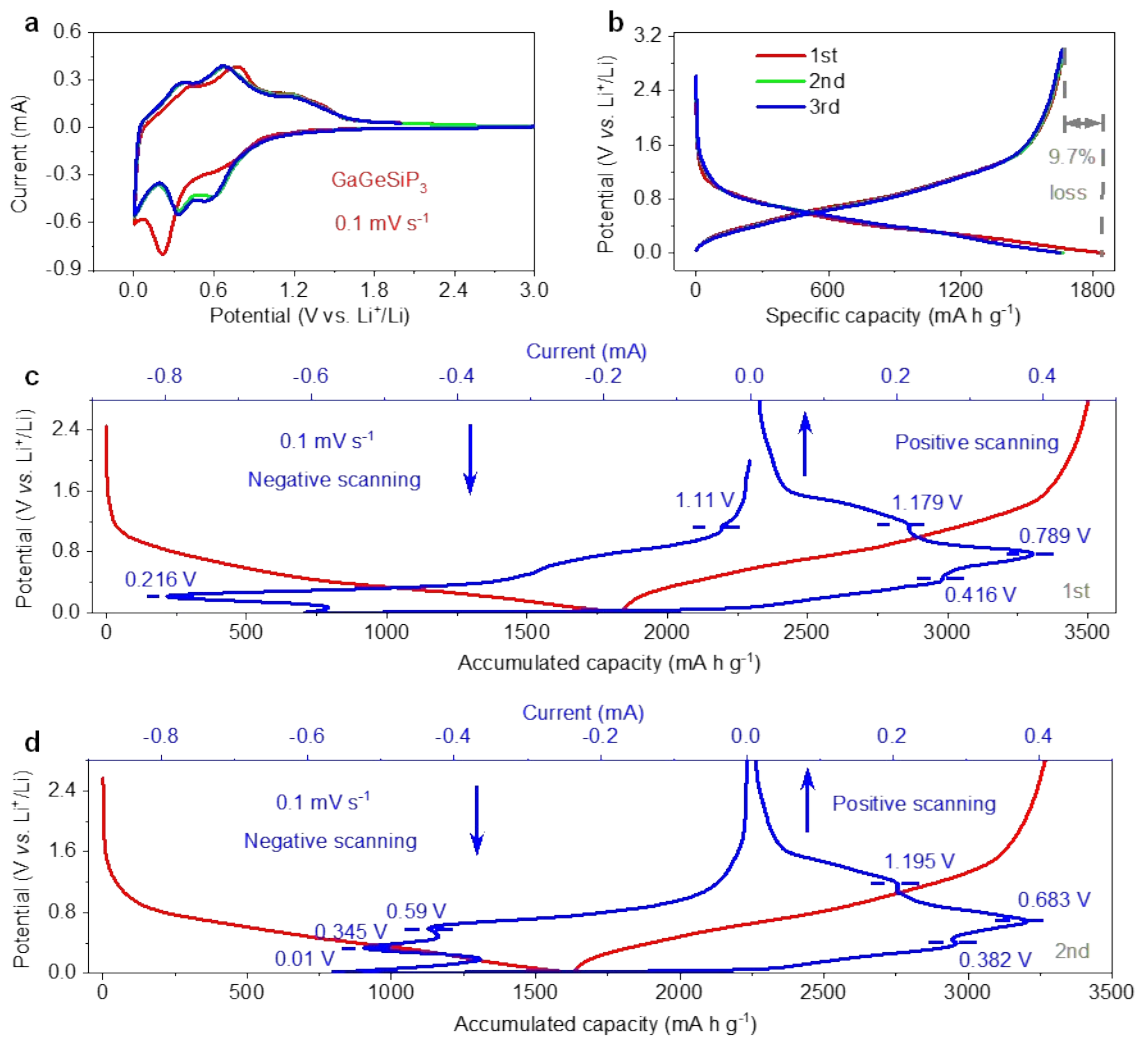 a
Current (mA)
0.6
0.3
0.0
-0.3
-0.6
-0.9
GaGeSiP₃
0.1 mV s⁻¹
0.0 0.6 1.2 1.8 2.4 3.0
Potential (V vs. Li⁺/Li)
b
Potential (V vs. Li⁺/Li)
3.2
2.4
1.6
0.8
0.0
1st
2nd
3rd
9.7%
loss
0 600 1200 1800
Specific capacity (mA h g⁻¹)
c
Current (mA)
-0.8 -0.6 -0.4 -0.2 0.0 0.2 0.4
Potential (V vs. Li⁺/Li)
2.4
1.6
0.8
0.0
0.1 mV s⁻¹
Negative scanning
Positive scanning
1.11 V
1.179 V
0.789 V
0.216 V
0.416 V
1st
0 500 1000 1500 2000 2500 3000 3500
Accumulated capacity (mA h g⁻¹)
d
Current (mA)
-0.8 -0.6 -0.4 -0.2 0.0 0.2 0.4
Potential (V vs. Li⁺/Li)
2.4
1.6
0.8
0.0
0.1 mV s⁻¹
Negative scanning
Positive scanning
1.195 V
0.59 V
0.683 V
0.345 V
0.01 V
0.382 V
2nd
0 500 1000 1500 2000 2500 3000 3500
Accumulated capacity (mA h g⁻¹)